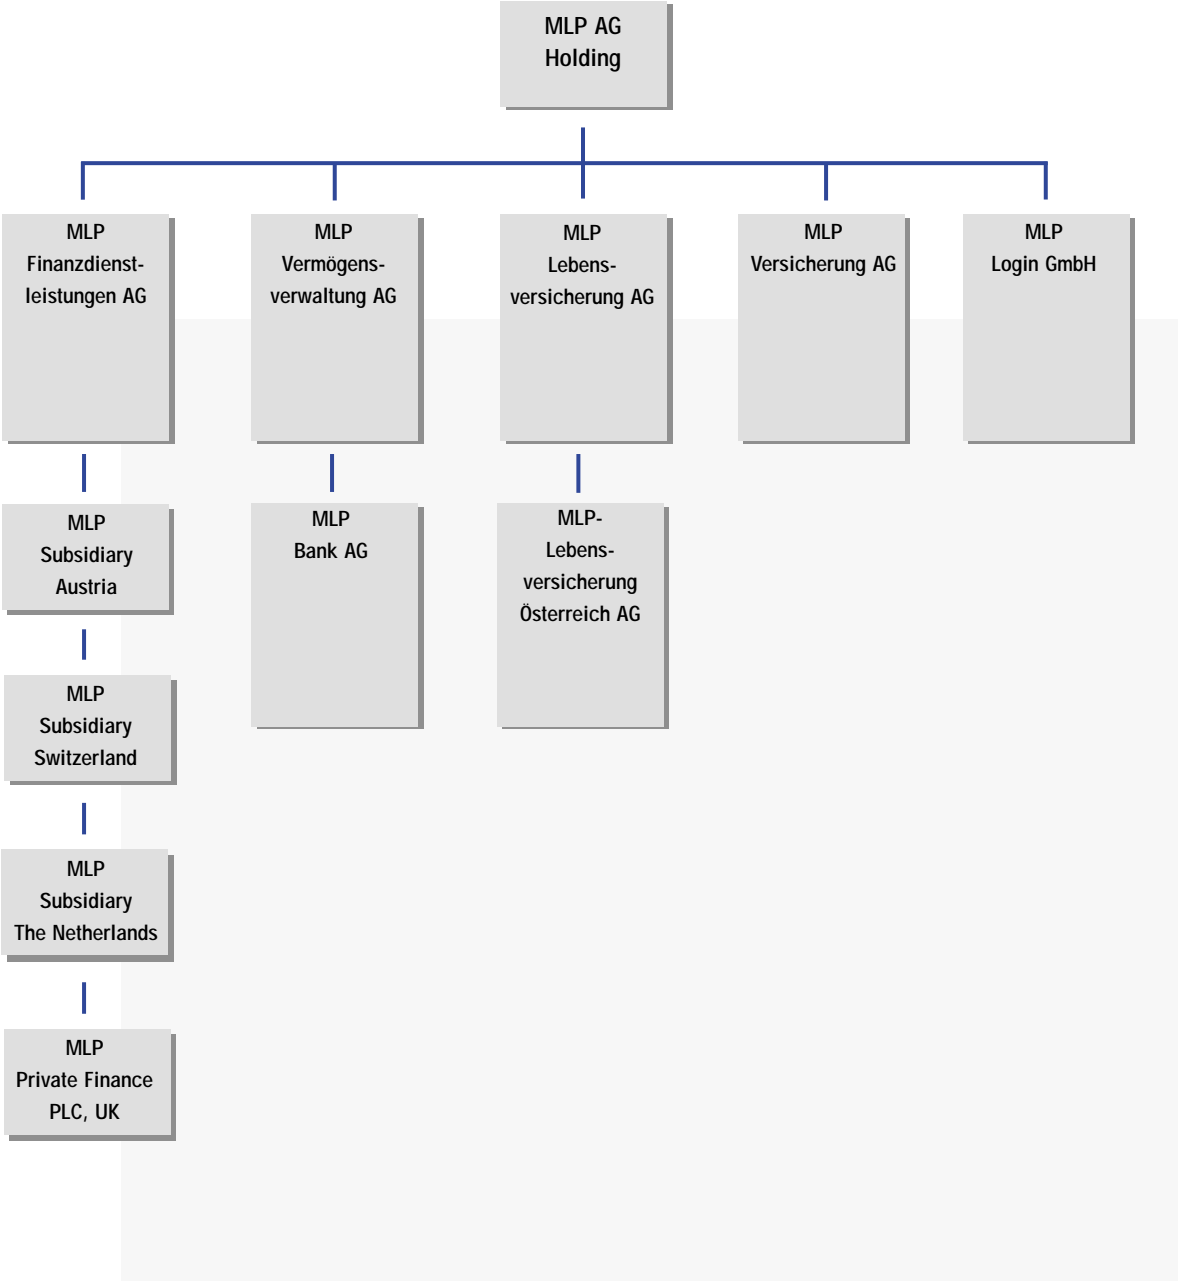 MLP AG
Holding
MLP
Finanzdienst-
leistungen AG
MLP
Vermögens-
verwaltung AG
MLP
Lebens-
versicherung AG
MLP
Versicherung AG
MLP
Login GmbH
MLP
Subsidiary
Austria
MLP
Bank AG
MLP-
Lebens-
versicherung
Österreich AG
MLP
Subsidiary
Switzerland
MLP
Subsidiary
The Netherlands
MLP
Private Finance
PLC, UK